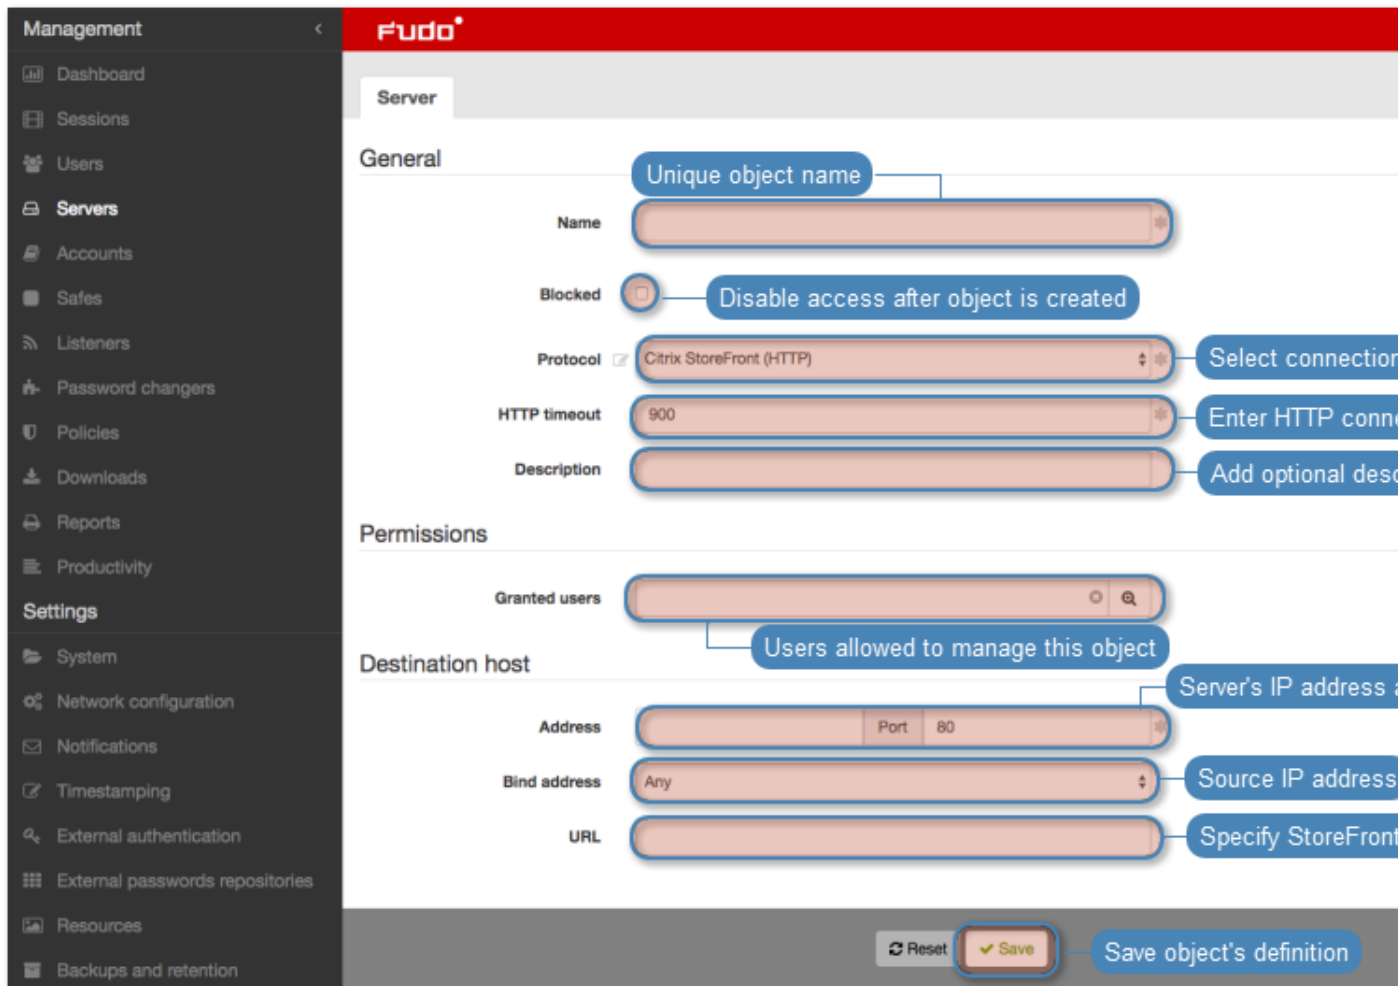 Management
Dashboard
Sessions
Users
Servers
Accounts
Safes
Listeners
Password changers
Policies
Downloads
Reports
Productivity
Settings
System
Network configuration
Notifications
Timestamping
External authentication
External passwords repositories
Resources
Backups and retention
FUDO
Server
General
Unique object name
Name
Blocked
Disable access after object is created
Protocol
Citrix StoreFront (HTTP)
Select connection
HTTP timeout
900
Enter HTTP conne
Description
Add optional desc
Permissions
Granted users
Users allowed to manage this object
Destination host
Server's IP address a
Address
Port
80
Bind address
Any
Source IP address
URL
Specify StoreFront
Reset
Save
Save object's definition